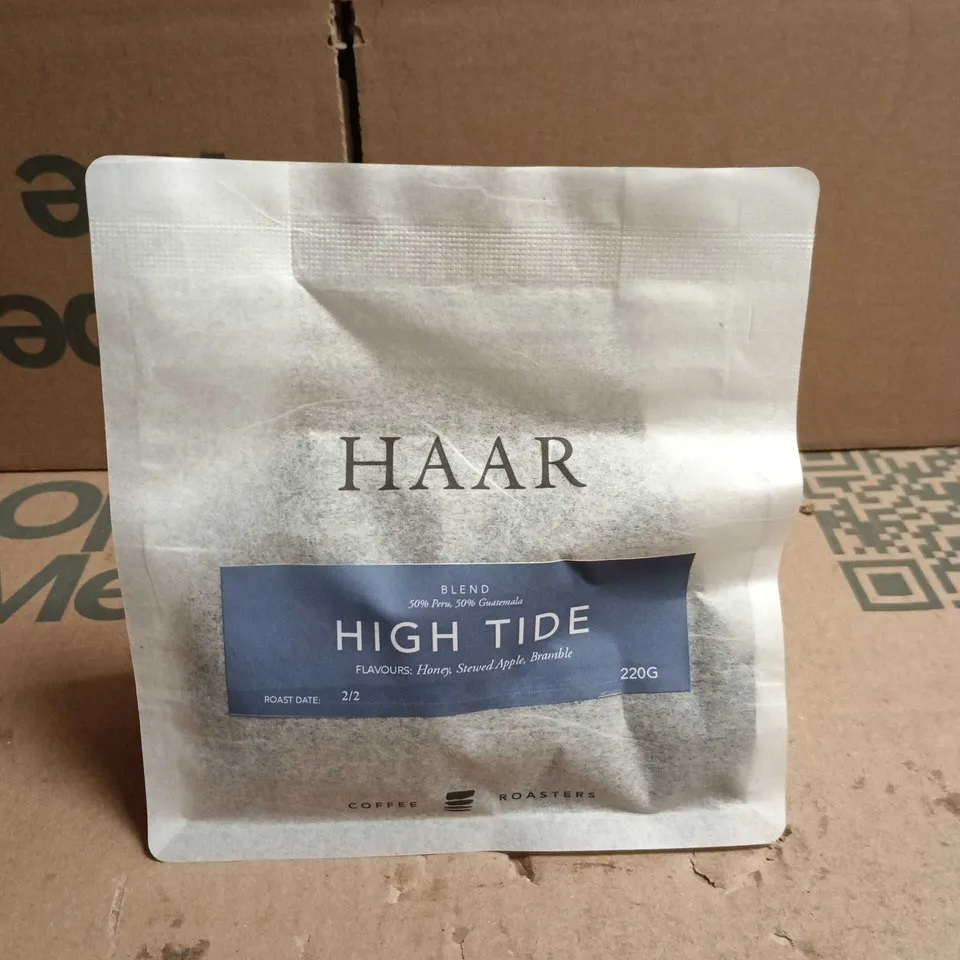 HAAR
BLEND
50% Peru, 50% Guatemala
HIGH TIDE
FLAVOURS: Honey, Stewed Apple, Bramble
220G
ROAST DATE: 2/2
COFFEE ROASTERS
Me